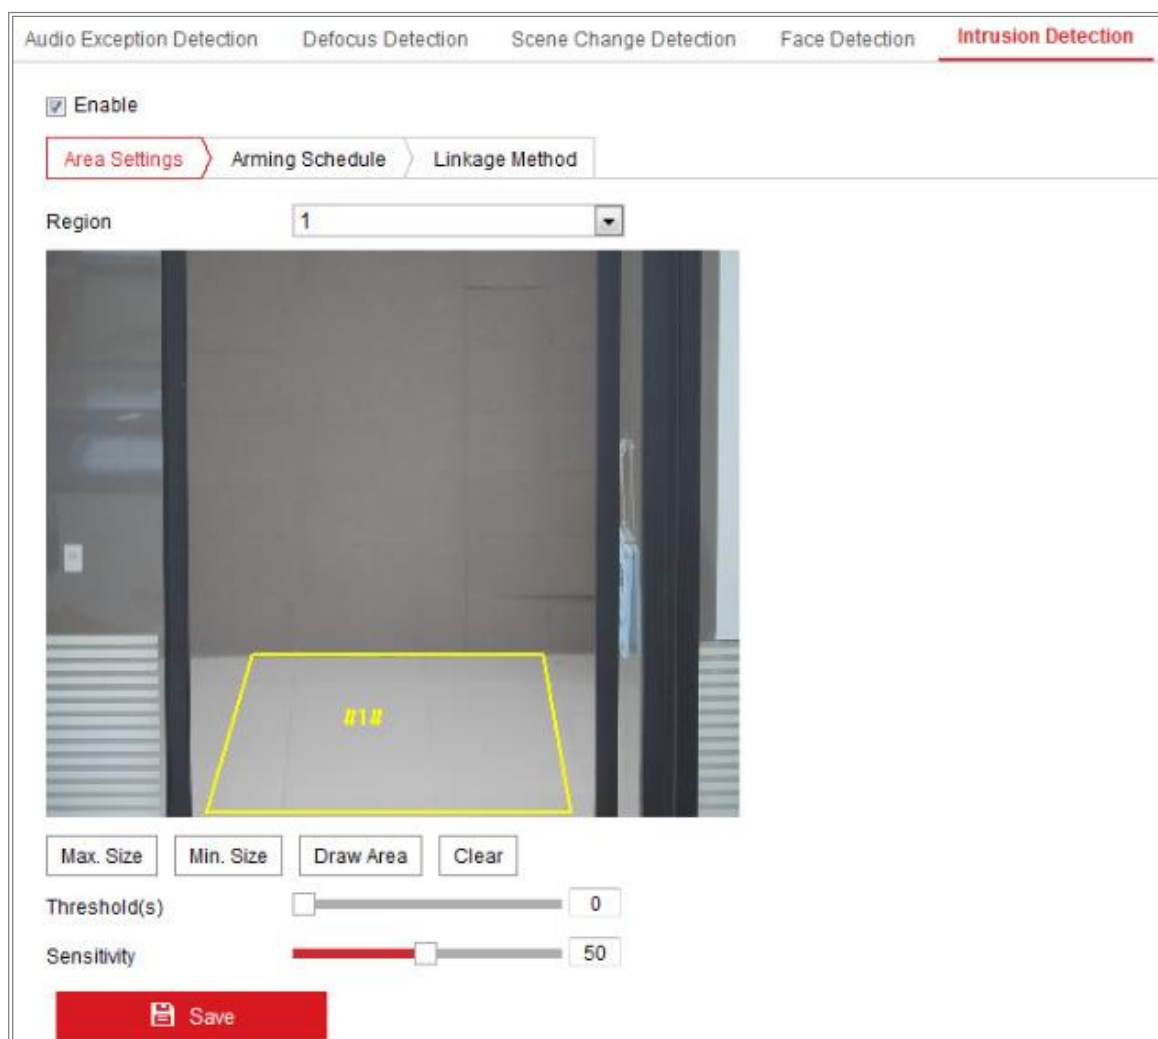 Audio Exception Detection Defocus Detection Scene Change Detection Face Detection Intrusion Detection
Enable
Area Settings Arming Schedule Linkage Method
Region 1
#1#
Max. Size Min. Size Draw Area Clear
Threshold(s) 0
Sensitivity 50
Save